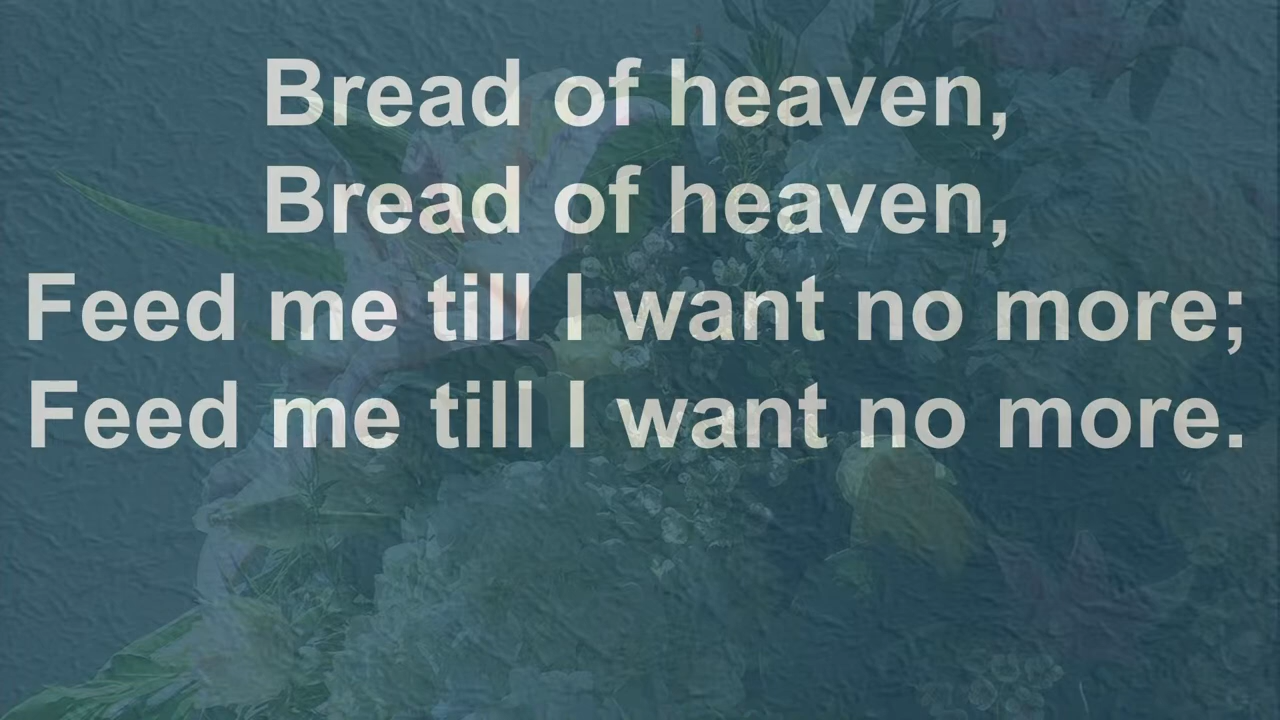 Bread of heaven,
Bread of heaven,
Feed me till I want no more;
Feed me till I want no more.